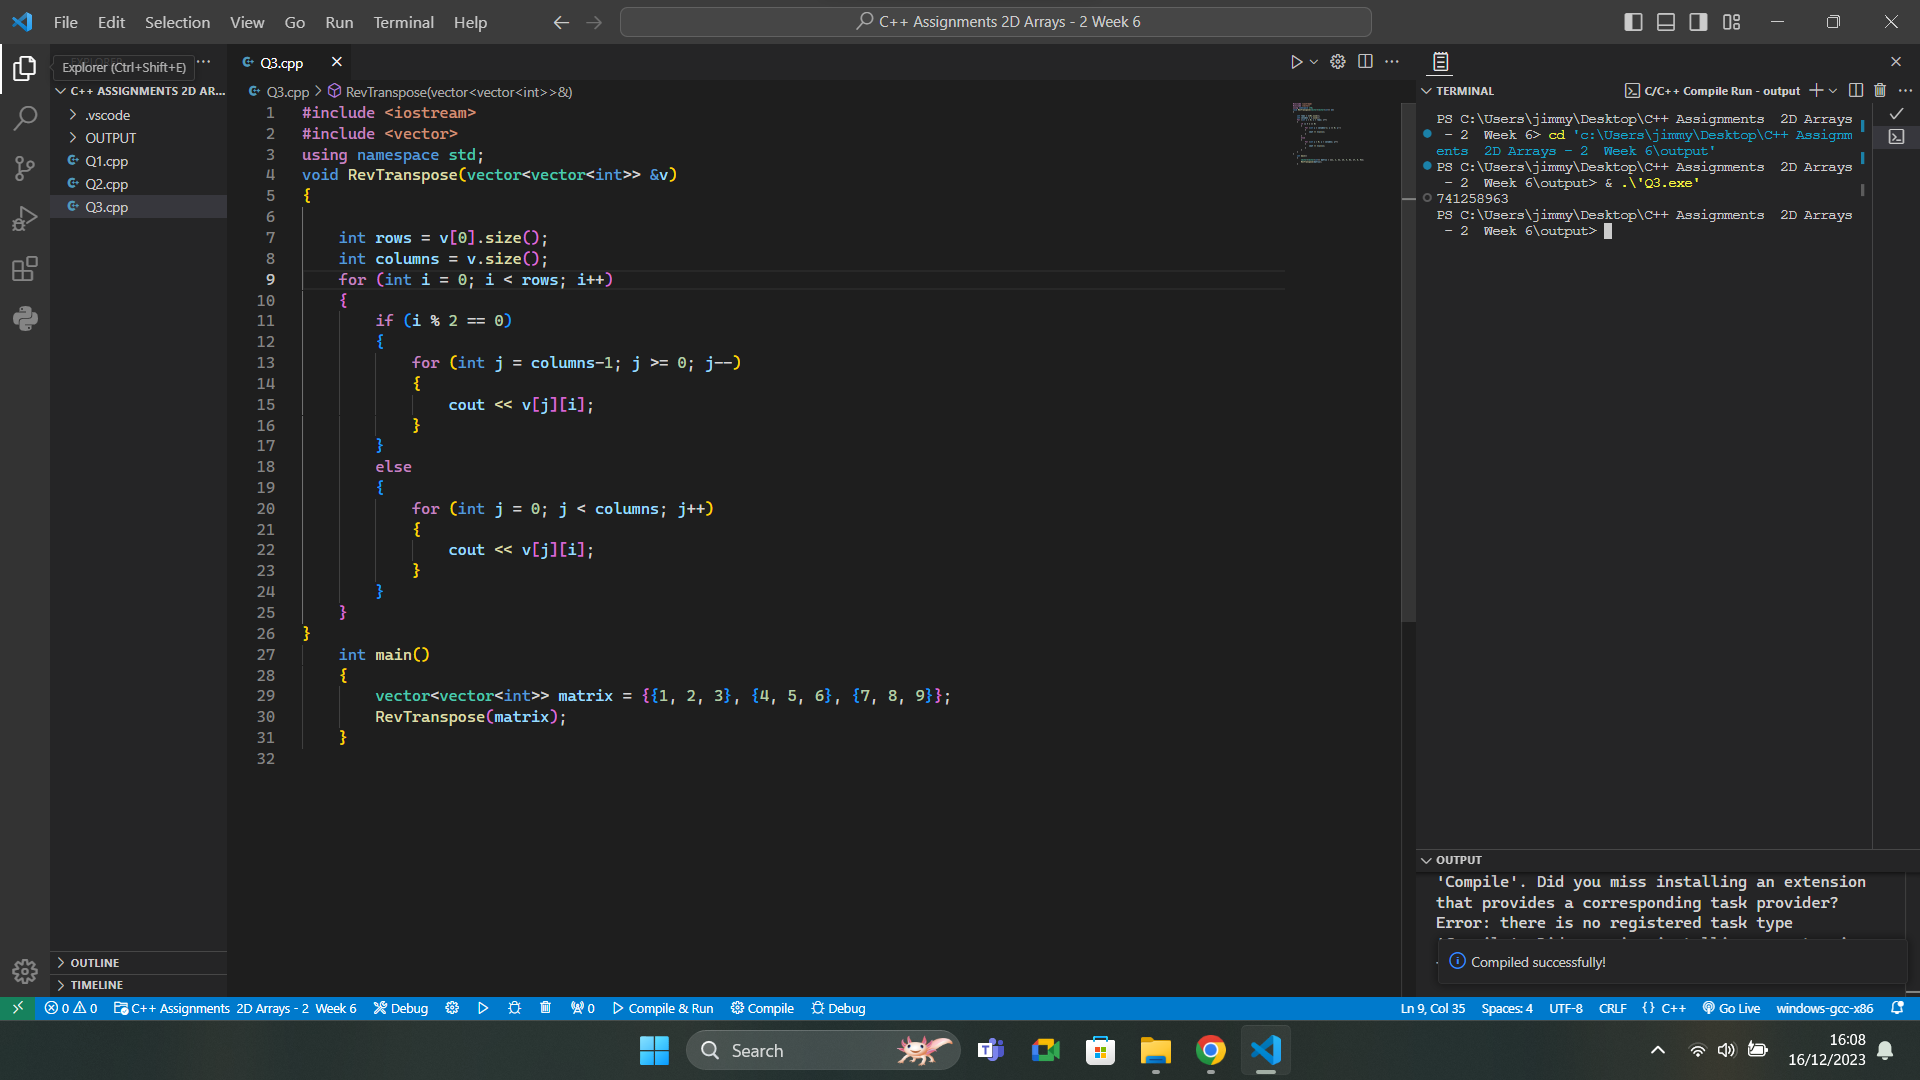 File Edit Selection View Go Run Terminal Help
C++ Assignments 2D Arrays - 2 Week 6
Explorer (Ctrl+Shift+E)
C++ ASSIGNMENTS 2D AR...
.vscode
OUTPUT
Q1.cpp
Q2.cpp
Q3.cpp
OUTLINE
TIMELINE
Q3.cpp
Q3.cpp > RevTranspose(vector<vector<int>>&)
1 #include <iostream>
2 #include <vector>
3 using namespace std;
4 void RevTranspose(vector<vector<int>> &v)
5 {
6
7 int rows = v[0].size();
8 int columns = v.size();
9 for (int i = 0; i < rows; i++)
10 {
11 if (i % 2 == 0)
12 {
13 for (int j = columns-1; j >= 0; j--)
14 {
15 cout << v[j][i];
16 }
17 }
18 else
19 {
20 for (int j = 0; j < columns; j++)
21 {
22 cout << v[j][i];
23 }
24 }
25 }
26 }
27 int main()
28 {
29 vector<vector<int>> matrix = {{1, 2, 3}, {4, 5, 6}, {7, 8, 9}};
30 RevTranspose(matrix);
31 }
32
TERMINAL
C/C++ Compile Run - output
PS C:\Users\jimmy\Desktop\C++ Assignments 2D Arrays
- 2 Week 6> cd 'c:\Users\jimmy\Desktop\C++ Assignm
ents 2D Arrays - 2 Week 6\output'
PS C:\Users\jimmy\Desktop\C++ Assignments 2D Arrays
- 2 Week 6\output> & .\'Q3.exe'
741258963
PS C:\Users\jimmy\Desktop\C++ Assignments 2D Arrays
- 2 Week 6\output>
OUTPUT
'Compile'. Did you miss installing an extension
that provides a corresponding task provider?
Error: there is no registered task type
Compiled successfully!
0 0 C++ Assignments 2D Arrays - 2 Week 6 Debug 0 Compile & Run Compile Debug
Ln 9, Col 35 Spaces: 4 UTF-8 CRLF {} C++ Go Live windows-gcc-x86
Search
16:08
16/12/2023